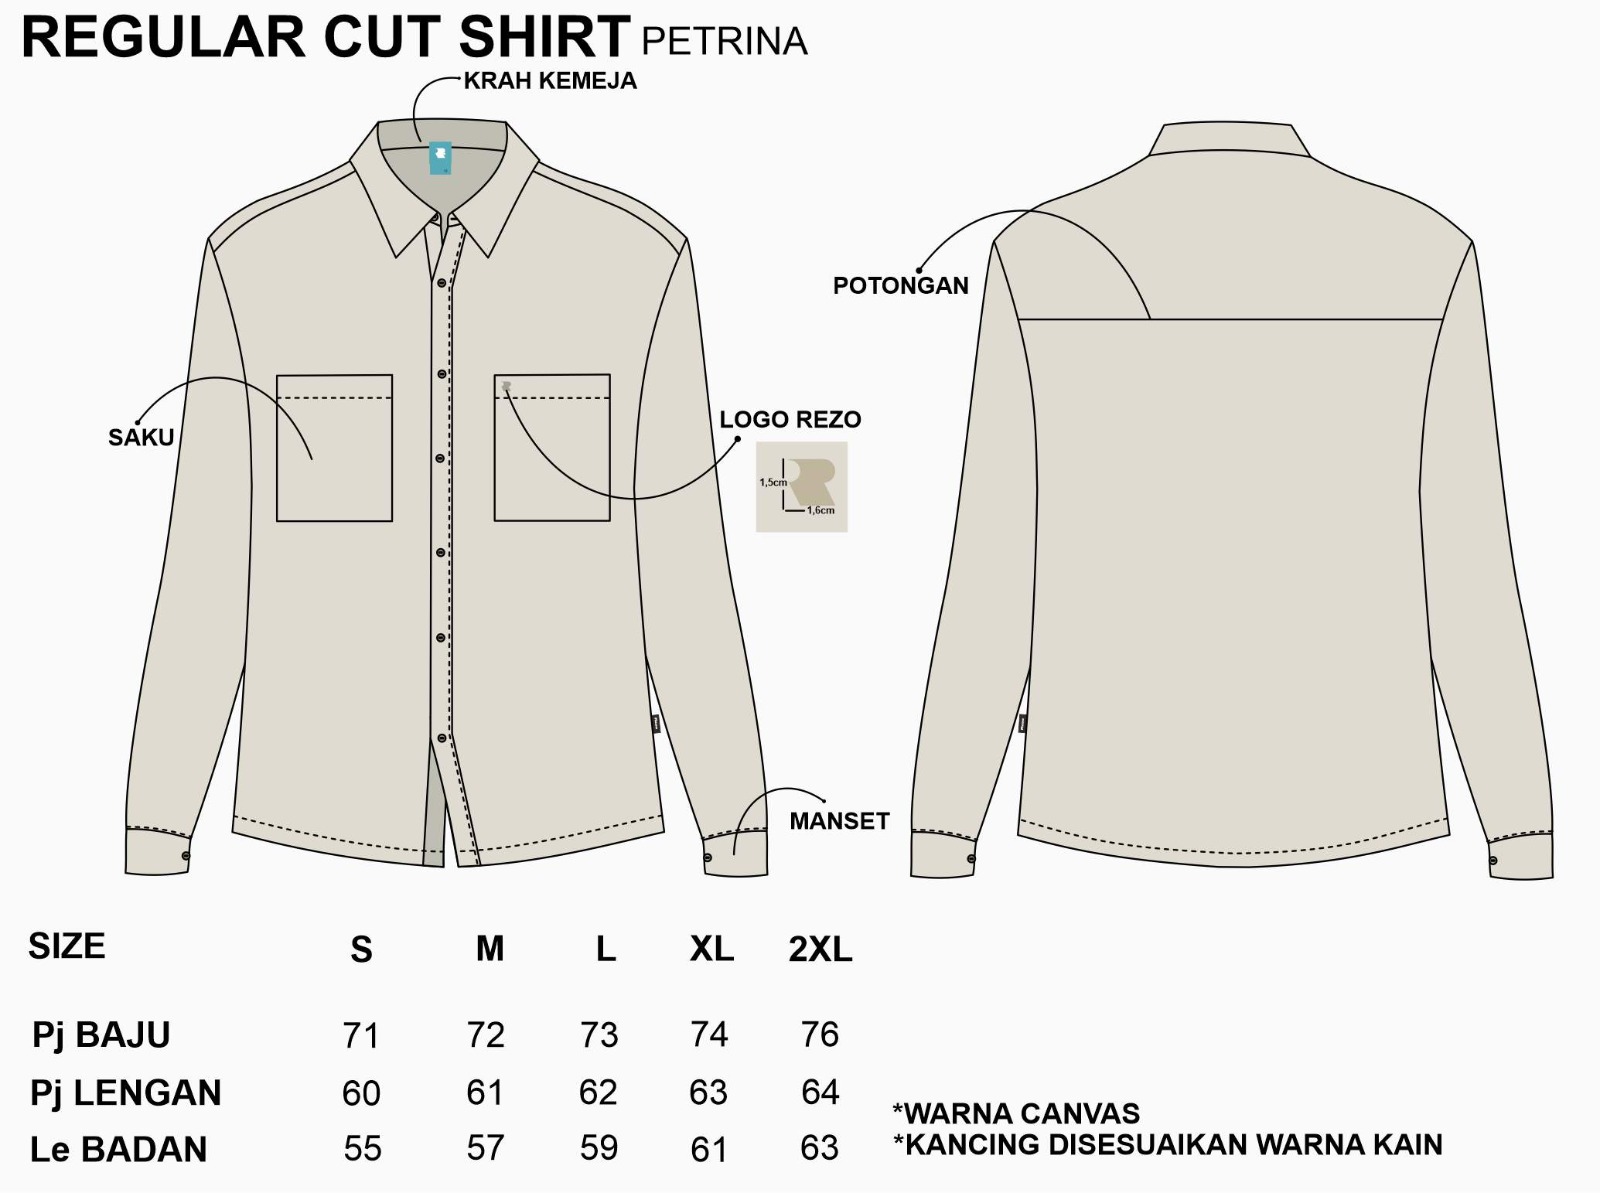 REGULAR CUT SHIRT PETRINA
KRAH KEMEJA
POTONGAN
SAKU
LOGO REZO
1,5cm
1,6cm
MANSET
SIZE S M L XL 2XL
Pj BAJU 71 72 73 74 76
Pj LENGAN 60 61 62 63 64
Le BADAN 55 57 59 61 63
*WARNA CANVAS
*KANCING DISESUAIKAN WARNA KAIN